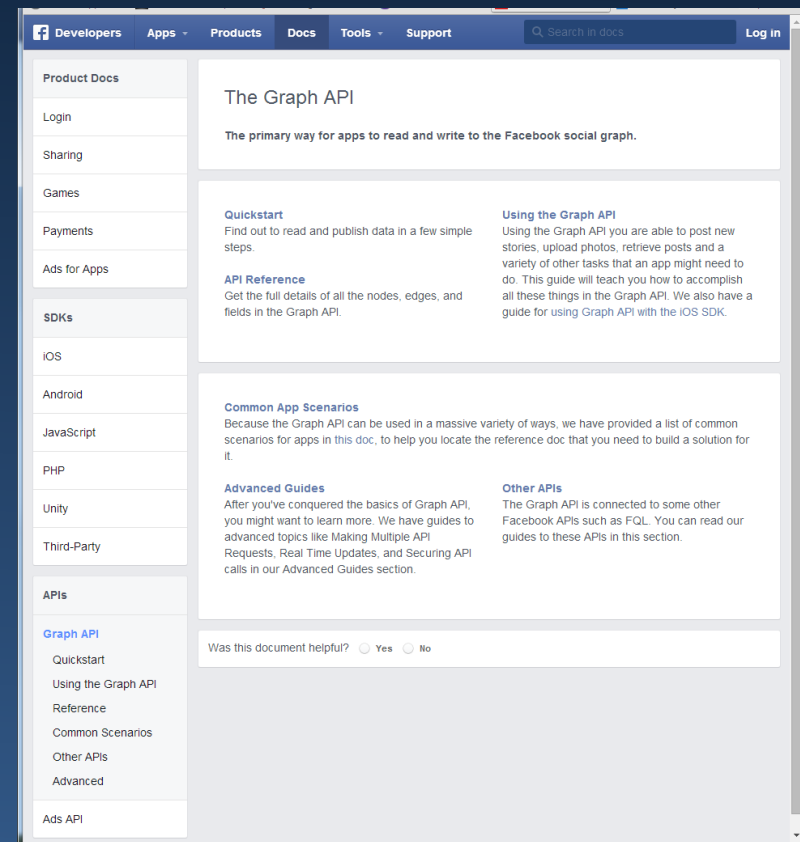 Developers Apps Products Docs Tools Support Search in docs Log in
Product Docs
Login
Sharing
Games
Payments
Ads for Apps
SDKs
iOS
Android
JavaScript
PHP
Unity
Third-Party
APIs
Graph API
Quickstart
Using the Graph API
Reference
Common Scenarios
Other APIs
Advanced
Ads API
The Graph API
The primary way for apps to read and write to the Facebook social graph.
Quickstart
Find out to read and publish data in a few simple
steps.
API Reference
Get the full details of all the nodes, edges, and
fields in the Graph API.
Using the Graph API
Using the Graph API you are able to post new
stories, upload photos, retrieve posts and a
variety of other tasks that an app might need to
do. This guide will teach you how to accomplish
all these things in the Graph API. We also have a
guide for using Graph API with the iOS SDK.
Common App Scenarios
Because the Graph API can be used in a massive variety of ways, we have provided a list of common
scenarios for apps in this doc, to help you locate the reference doc that you need to build a solution for
it.
Advanced Guides
After you've conquered the basics of Graph API,
you might want to learn more. We have guides to
advanced topics like Making Multiple API
Requests, Real Time Updates, and Securing API
calls in our Advanced Guides section.
Other APIs
The Graph API is connected to some other
Facebook APIs such as FQL. You can read our
guides to these APIs in this section.
Was this document helpful? Yes No